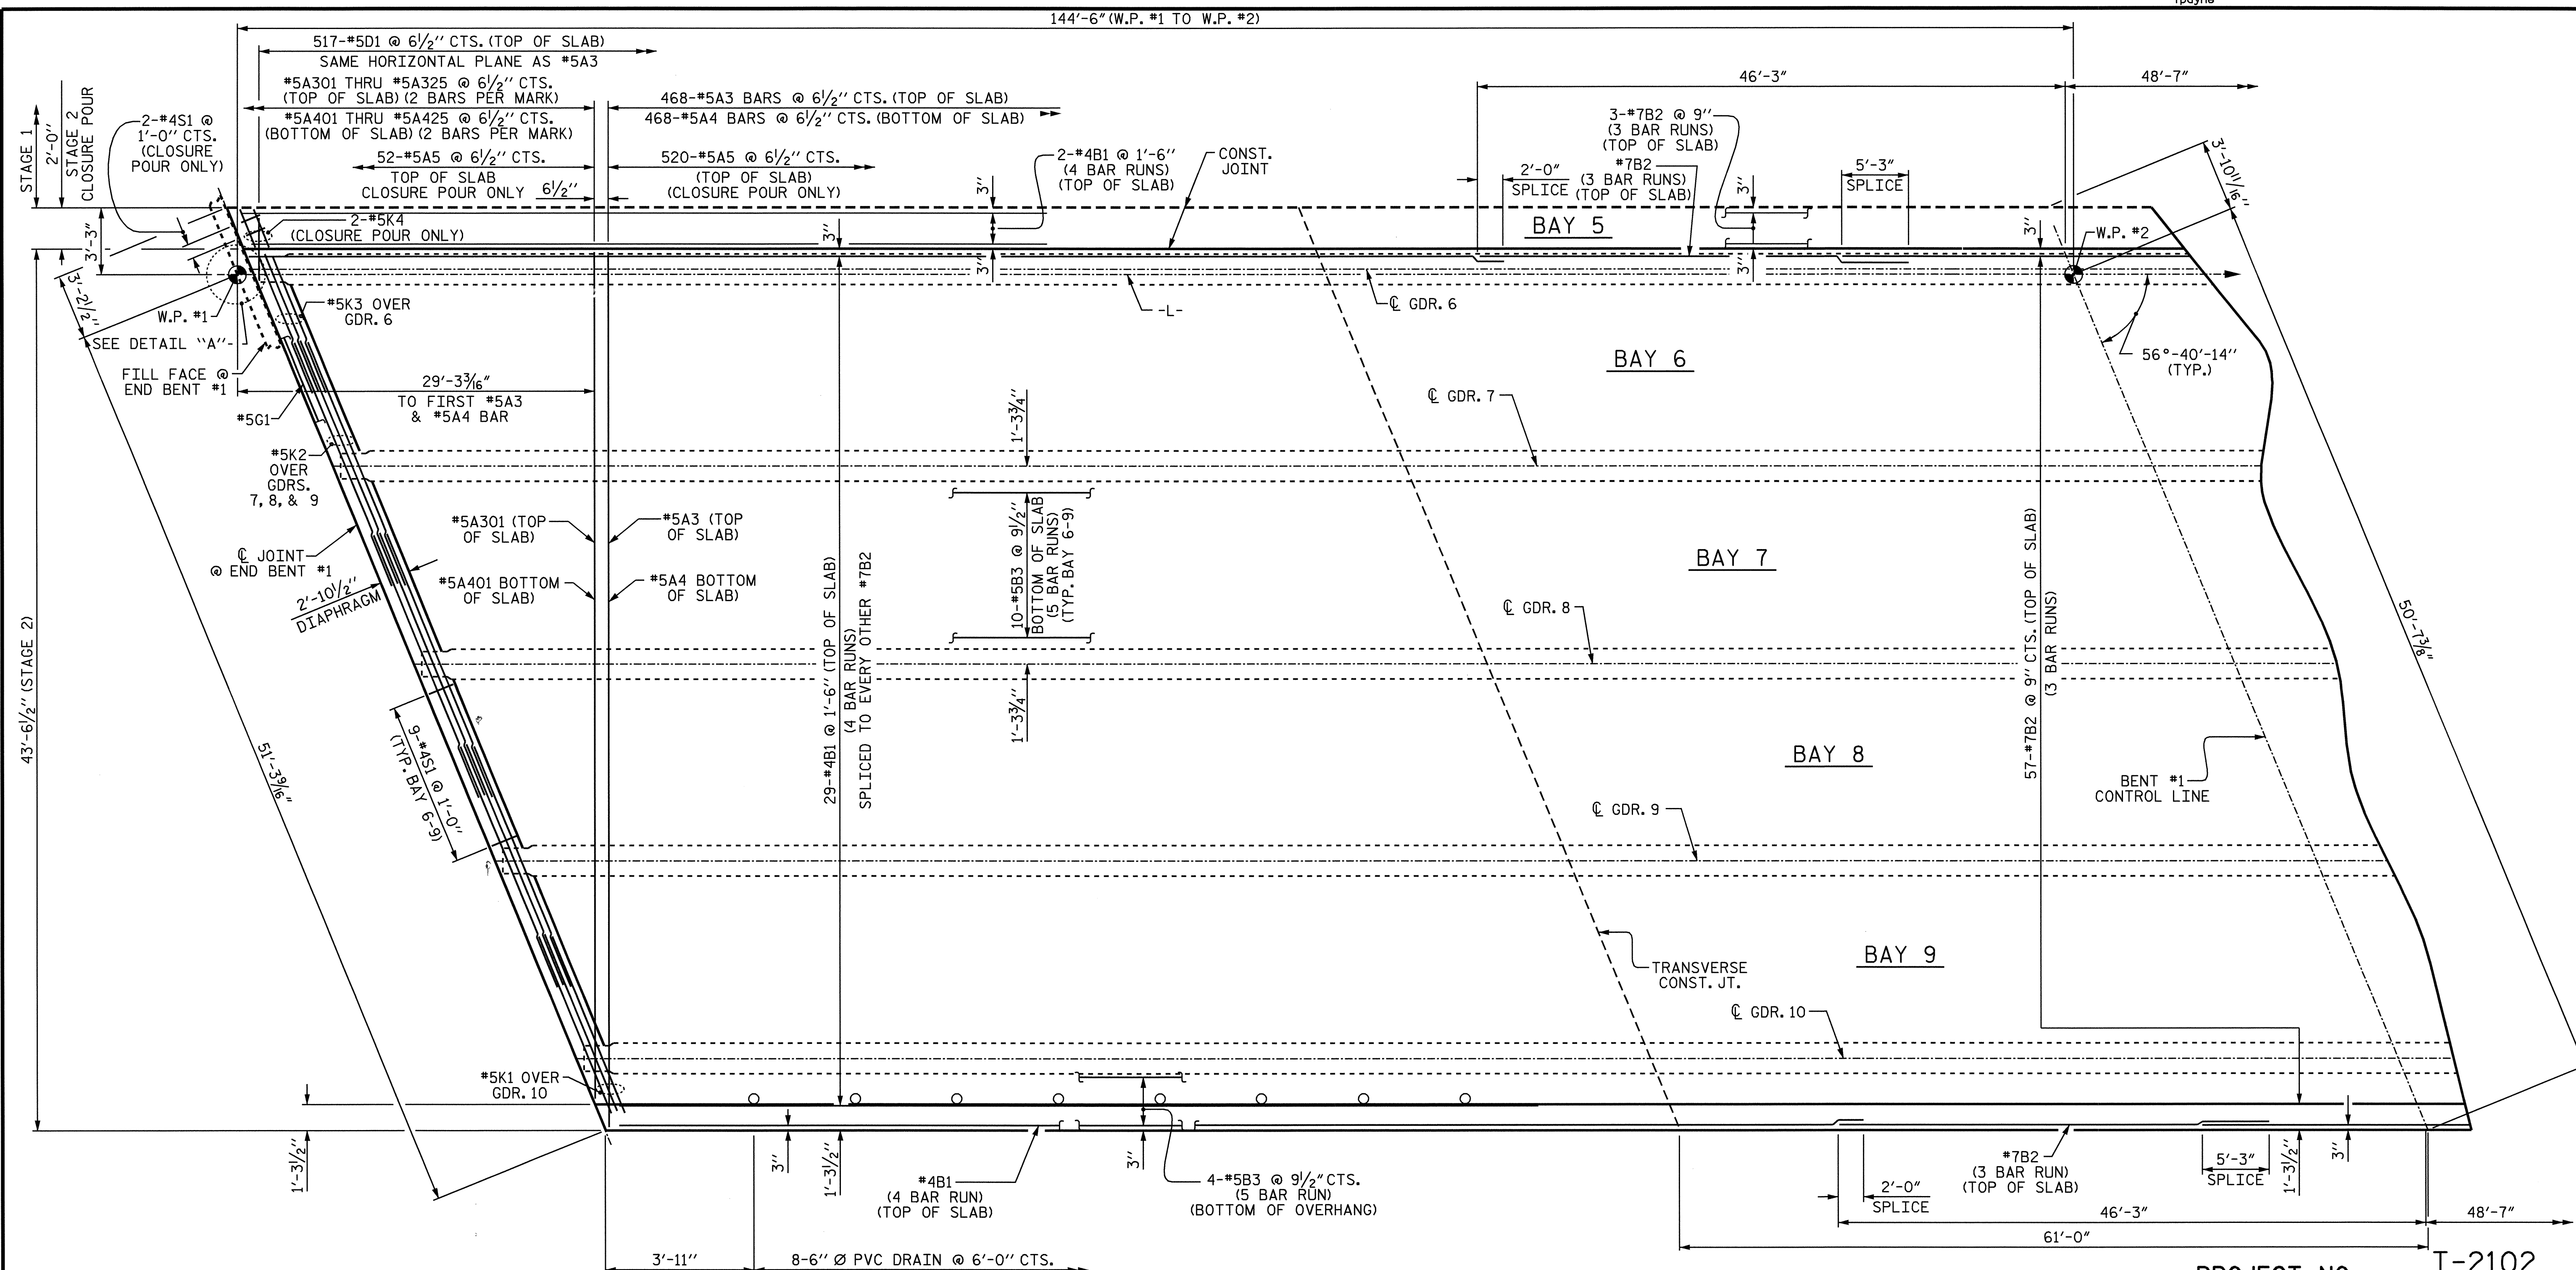 144'-6" (W.P. #1 TO W.P. #2)
517-#5D1 @ 6½" CTS. (TOP OF SLAB)
SAME HORIZONTAL PLANE AS #5A3
#5A301 THRU #5A325 @ 6½" CTS.
(TOP OF SLAB) (2 BARS PER MARK)
#5A401 THRU #5A425 @ 6½" CTS.
(BOTTOM OF SLAB) (2 BARS PER MARK)
468-#5A3 BARS @ 6½" CTS. (TOP OF SLAB)
468-#5A4 BARS @ 6½" CTS. (BOTTOM OF SLAB)
52-#5A5 @ 6½" CTS.
TOP OF SLAB
CLOSURE POUR ONLY
6½"
520-#5A5 @ 6½" CTS.
(TOP OF SLAB)
(CLOSURE POUR ONLY)
STAGE 1
2'-0"
STAGE 2
CLOSURE POUR
2-#4S1 @
1'-0" CTS.
(CLOSURE
POUR ONLY)
2-#5K4
(CLOSURE POUR ONLY)
3'-3"
3'-2½"
3"
3"
3"
2-#4B1 @ 1'-6"
(4 BAR RUNS)
(TOP OF SLAB)
CONST.
JOINT
46'-3"
48'-7"
3-#7B2 @ 9"
(3 BAR RUNS)
(TOP OF SLAB)
#7B2
(3 BAR RUNS)
(TOP OF SLAB)
2'-0"
SPLICE
5'-3"
SPLICE
3"
3"
3"
3'-10 11/16"
BAY 5
W.P. #2
W.P. #1
SEE DETAIL "A"
FILL FACE @
END BENT #1
#5K3 OVER
GDR. 6
-L-
℄ GDR. 6
56°-40'-14"
(TYP.)
BAY 6
29'-3 3/16"
TO FIRST #5A3
& #5A4 BAR
#5G1
℄ GDR. 7
1'-3¾"
#5K2
OVER
GDRS.
7, 8, & 9
#5A301 (TOP
OF SLAB)
#5A3 (TOP
OF SLAB)
℄ JOINT
@ END BENT #1
#5A401 BOTTOM
OF SLAB)
#5A4 BOTTOM
OF SLAB)
2'-10½"
DIAPHRAGM
10-#5B3 @ 9½"
BOTTOM OF SLAB
(5 BAR RUNS)
(TYP. BAY 6-9)
1'-3¾"
BAY 7
℄ GDR. 8
29-#4B1 @ 1'-6" (TOP OF SLAB)
(4 BAR RUNS)
SPLICED TO EVERY OTHER #7B2
57-#7B2 @ 9" CTS. (TOP OF SLAB)
(3 BAR RUNS)
50'-7⅜"
43'-6½" (STAGE 2)
51'-3 9/16"
9-#4S1 @ 1'-0"
(TYP. BAY 6-9)
BAY 8
BENT #1
CONTROL LINE
℄ GDR. 9
BAY 9
TRANSVERSE
CONST. JT.
℄ GDR. 10
#5K1 OVER
GDR. 10
1'-3½"
3"
1'-3½"
#4B1
(4 BAR RUN)
(TOP OF SLAB)
3"
4-#5B3 @ 9½" CTS.
(5 BAR RUN)
(BOTTOM OF OVERHANG)
2'-0"
SPLICE
#7B2
(3 BAR RUN)
(TOP OF SLAB)
5'-3"
SPLICE
1'-3½"
3"
46'-3"
48'-7"
61'-0"
3'-11"
8-6" Ø PVC DRAIN @ 6'-0" CTS.